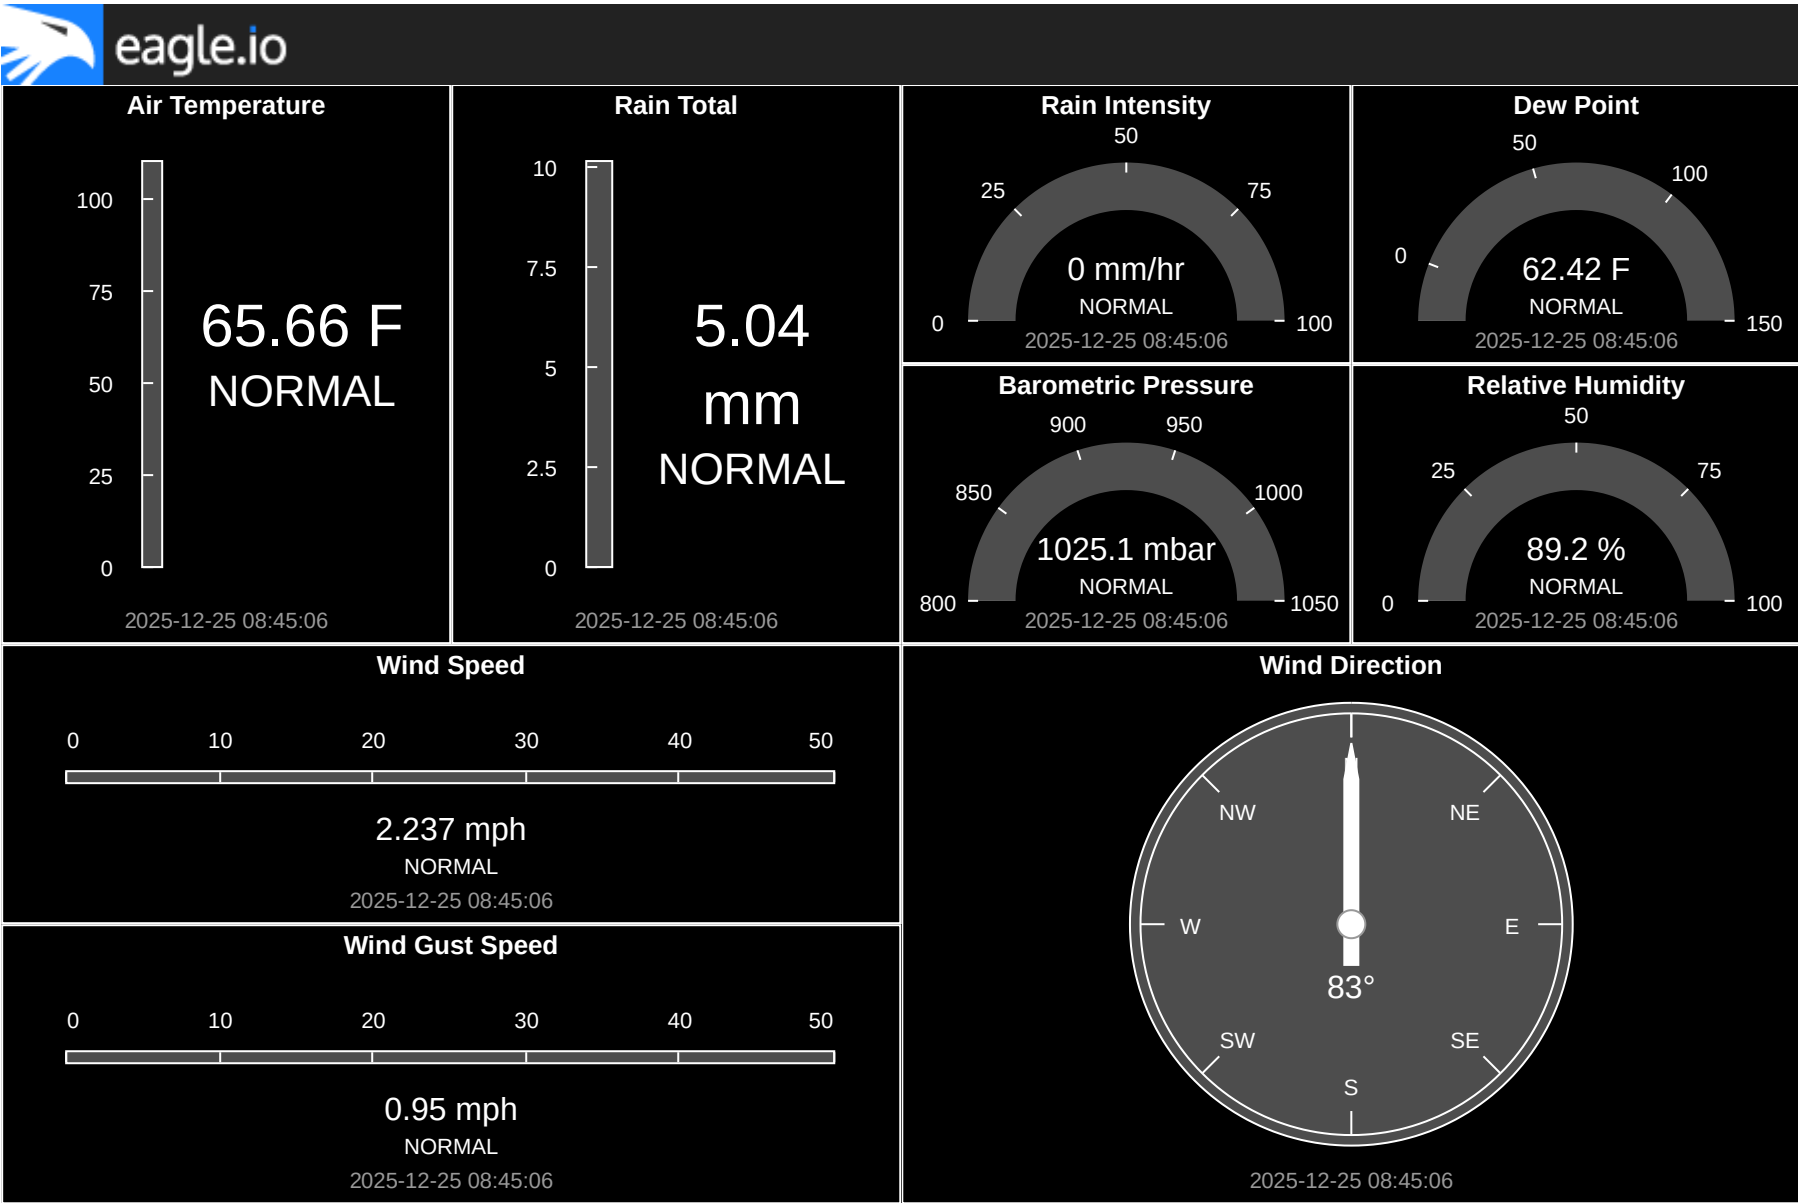 eagle.io
Air Temperature
100
75
50
25
0
65.66 F
NORMAL
2025-12-25 08:45:06
Rain Total
10
7.5
5
2.5
0
5.04
mm
NORMAL
2025-12-25 08:45:06
Rain Intensity
50
25
75
0
100
0 mm/hr
NORMAL
2025-12-25 08:45:06
Dew Point
50
100
0
150
62.42 F
NORMAL
2025-12-25 08:45:06
Barometric Pressure
900
950
850
1000
800
1050
1025.1 mbar
NORMAL
2025-12-25 08:45:06
Relative Humidity
50
25
75
0
100
89.2 %
NORMAL
2025-12-25 08:45:06
Wind Speed
0 10 20 30 40 50
2.237 mph
NORMAL
2025-12-25 08:45:06
Wind Gust Speed
0 10 20 30 40 50
0.95 mph
NORMAL
2025-12-25 08:45:06
Wind Direction
NW NE
W E
83°
SW SE
S
2025-12-25 08:45:06